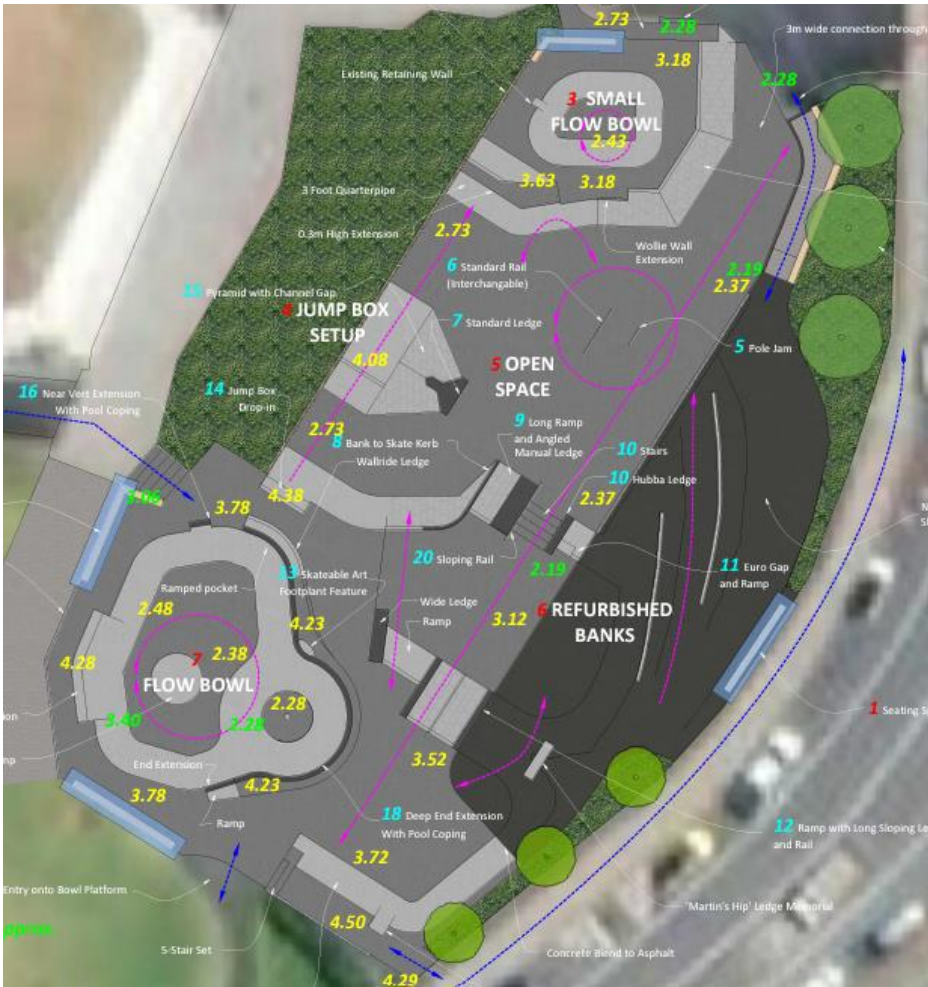 2.73
2.28
3m wide connection through
3.18
Existing Retaining Wall
2.28
3 SMALL
FLOW BOWL
2.43
3.63
3.18
3 Foot Quarterpipe
0.3m High Extension
2.73
Wollie Wall
Extension
6 Standard Rail
(Interchangable)
2.19
2.37
15 Pyramid with Channel Gap
4 JUMP BOX
SETUP
7 Standard Ledge
5 Pole Jam
4.08
5 OPEN
SPACE
16 Near Vert Extension
With Pool Coping
14 Jump Box
Drop-in
2.73
8 Bank to Skate Kerb
Wallride Ledge
9 Long Ramp
and Angled
Manual Ledge
10 Stairs
10 Hubba Ledge
2.37
3.06
3.78
4.38
20 Sloping Rail
2.19
11 Euro Gap
and Ramp
13 Skateable Art
Footplant Feature
Ramped pocket
2.48
4.23
Wide Ledge
Ramp
3.12
6 REFURBISHED
BANKS
4.28
2.38
7
FLOW BOWL
2.28
3.40
2.28
1 Seating S
3.52
End Extension
4.23
3.78
Ramp
18 Deep End Extension
With Pool Coping
12 Ramp with Long Sloping Le
and Rail
3.72
Entry onto Bowl Platform
'Martin's Hip' Ledge Memorial
4.50
5-Stair Set
Concrete Blend to Asphalt
4.29